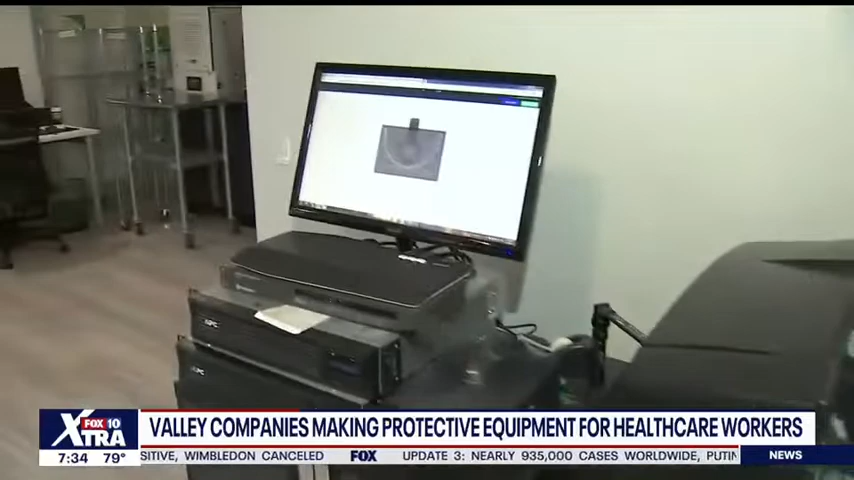 APC
APC
FOX 10
XTRA
VALLEY COMPANIES MAKING PROTECTIVE EQUIPMENT FOR HEALTHCARE WORKERS
7:34 79°
SITIVE, WIMBLEDON CANCELED FOX UPDATE 3: NEARLY 935,000 CASES WORLDWIDE, PUTIN
NEWS